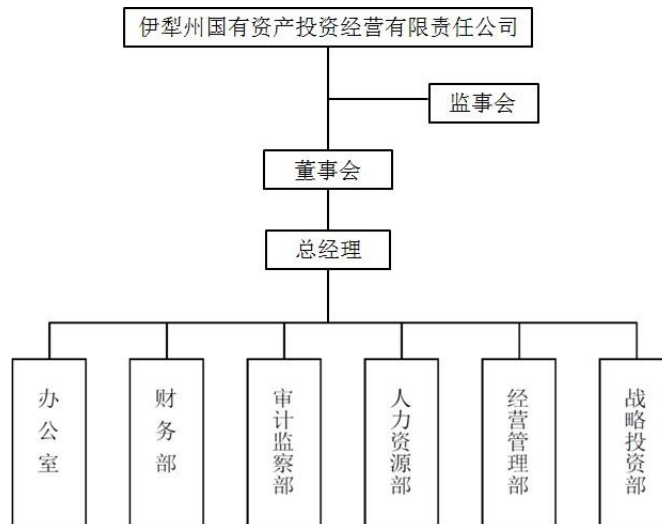 伊犁州国有资产投资经营有限责任公司
监事会
董事会
总经理
办公室
财务部
审计监察部
人力资源部
经营管理部
战略投资部